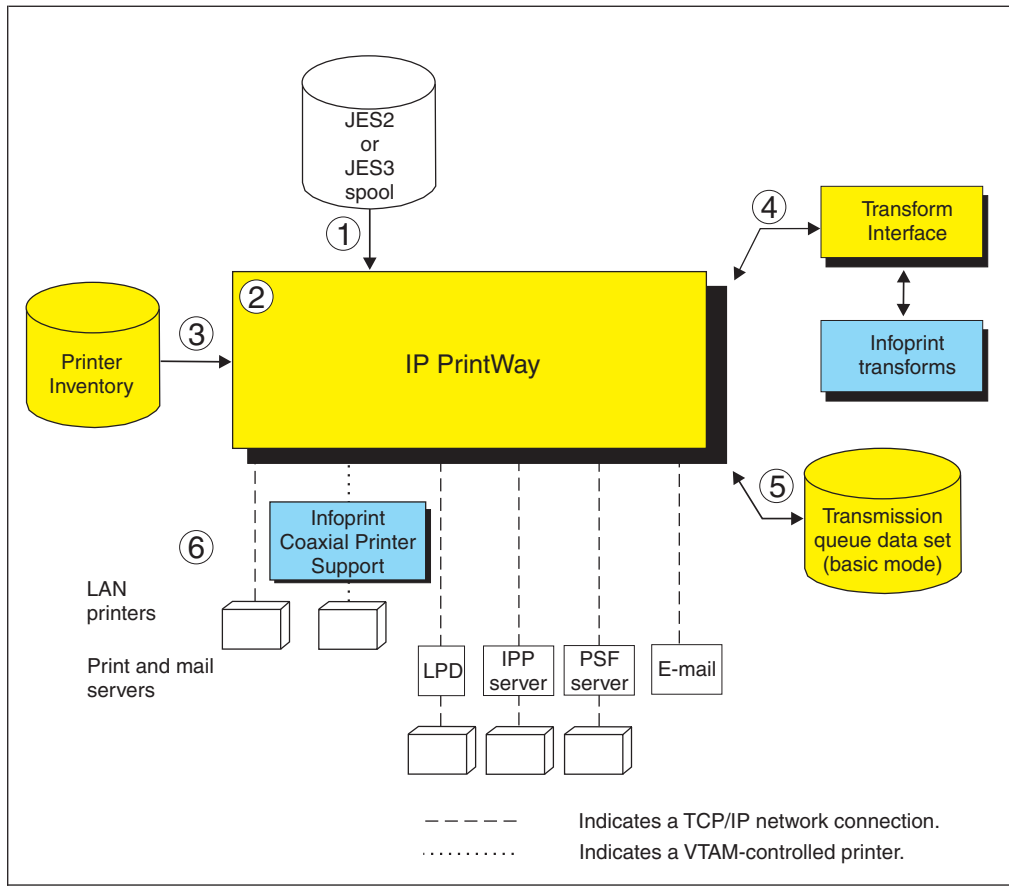 JES2
or
JES3
spool
①
④
Transform
Interface
②
③
Printer
Inventory
IP PrintWay
Infoprint
transforms
⑤
Transmission
queue data set
(basic mode)
Infoprint
Coaxial Printer
Support
⑥
LAN
printers
Print and mail
servers
LPD
IPP
server
PSF
server
E-mail
Indicates a TCP/IP network connection.
Indicates a VTAM-controlled printer.